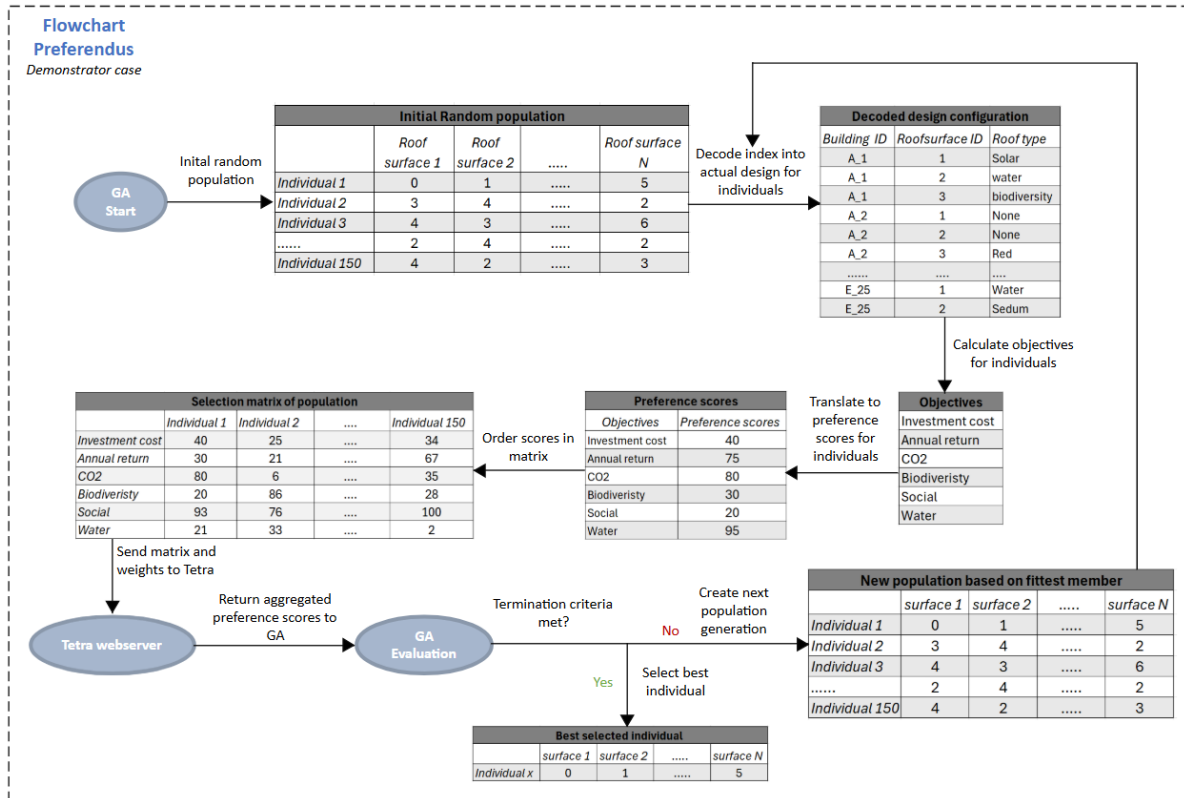 Flowchart
Preferendus
Demonstrator case
GA
Start
Inital random
population
Initial Random population
Roof surface 1 Roof surface 2 ..... Roof surface N
Individual 1 0 1 ..... 5
Individual 2 3 4 ..... 2
Individual 3 4 3 ..... 6
...... 2 4 ..... 2
Individual 150 4 2 ..... 3
Decode index into
actual design for
individuals
Decoded design configuration
Building ID Roofsurface ID Roof type
A_1 1 Solar
A_1 2 water
A_1 3 biodiversity
A_2 1 None
A_2 2 None
A_2 3 Red
...... .... ....
E_25 1 Water
E_25 2 Sedum
Calculate objectives
for individuals
Objectives
Investment cost
Annual return
CO2
Biodiveristy
Social
Water
Translate to
preference
scores for
individuals
Preference scores
Objectives Preference scores
Investment cost 40
Annual return 75
CO2 80
Biodiveristy 30
Social 20
Water 95
Order scores in
matrix
Selection matrix of population
Individual 1 Individual 2 .... Individual 150
Investment cost 40 25 .... 34
Annual return 30 21 .... 67
CO2 80 6 .... 35
Biodiveristy 20 86 .... 28
Social 93 76 .... 100
Water 21 33 .... 2
Send matrix and
weights to Tetra
Tetra webserver
Return aggregated
preference scores to
GA
GA
Evaluation
Termination criteria
met?
No
Create next
population
generation
New population based on fittest member
surface 1 surface 2 ..... surface N
Individual 1 0 1 ..... 5
Individual 2 3 4 ..... 2
Individual 3 4 3 ..... 6
...... 2 4 ..... 2
Individual 150 4 2 ..... 3
Yes
Select best
individual
Best selected individual
surface 1 surface 2 ..... surface N
Individual x 0 1 ..... 5